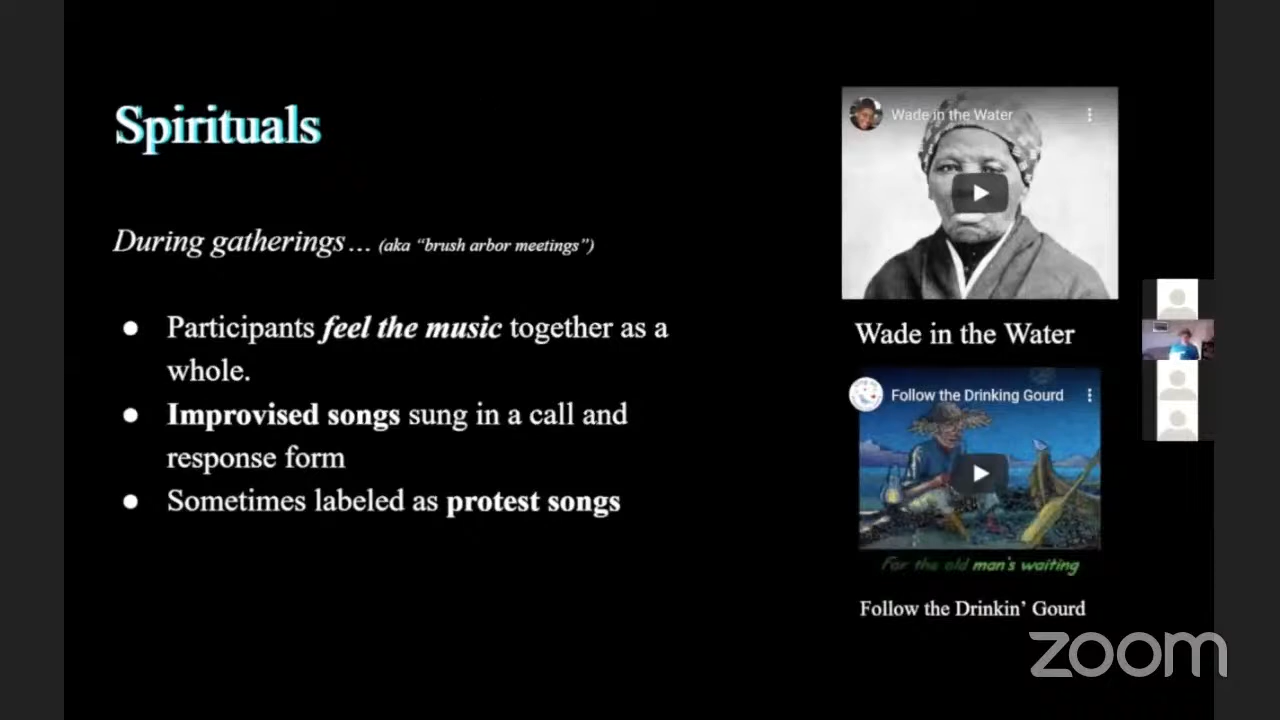 Spirituals
During gatherings... (aka “brush arbor meetings”)
● Participants feel the music together as a
whole.
● Improvised songs sung in a call and
response form
● Sometimes labeled as protest songs
Wade in the Water
Wade in the Water
Follow the Drinking Gourd
For the old man's waiting
Follow the Drinkin’ Gourd
zoom